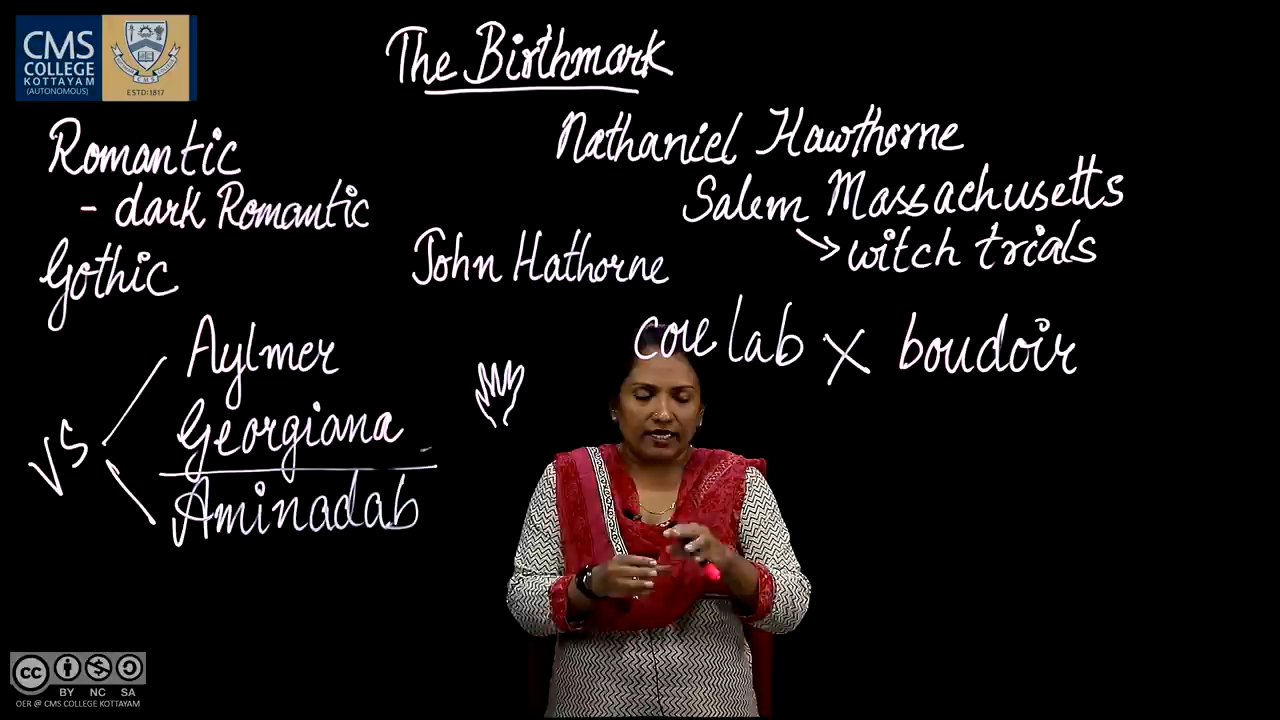 CMS
COLLEGE
KOTTAYAM
(AUTONOMOUS)
ESTD:1817
The Birthmark
Romantic
- dark Romantic
Gothic
Nathaniel Hawthorne
Salem Massachusetts
witch trials
John Hathorne
lab X boudoir
Aylmer
VS
Georgiana
Aminadab
cc
BY NC SA
OER @ CMS COLLEGE KOTTAYAM